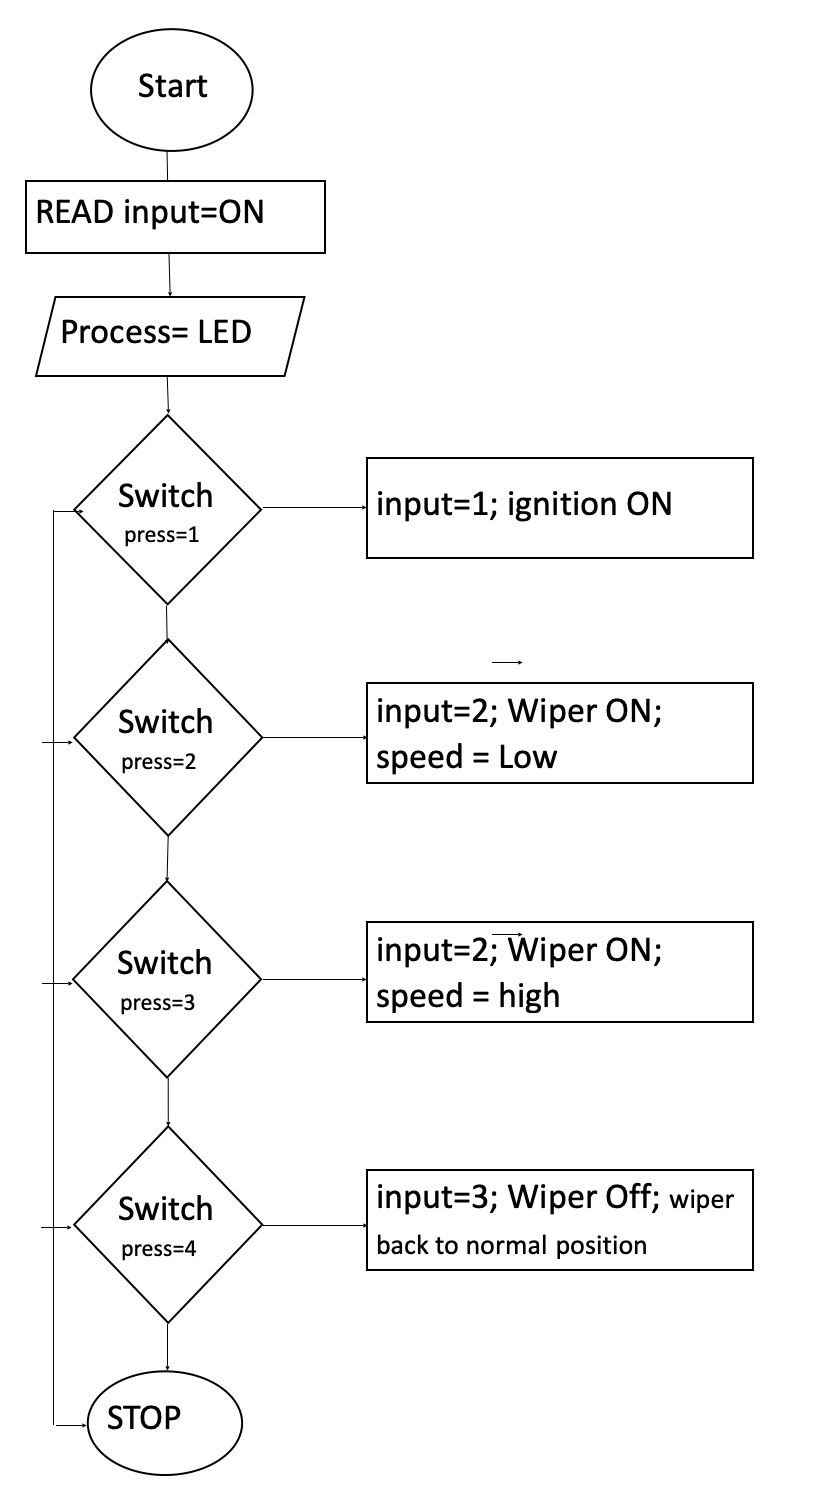 Start
READ input=ON
Process= LED
Switch
press=1
input=1; ignition ON
Switch
press=2
input=2; Wiper ON;
speed = Low
Switch
press=3
input=2; Wiper ON;
speed = high
Switch
press=4
input=3; Wiper Off; wiper
back to normal position
STOP